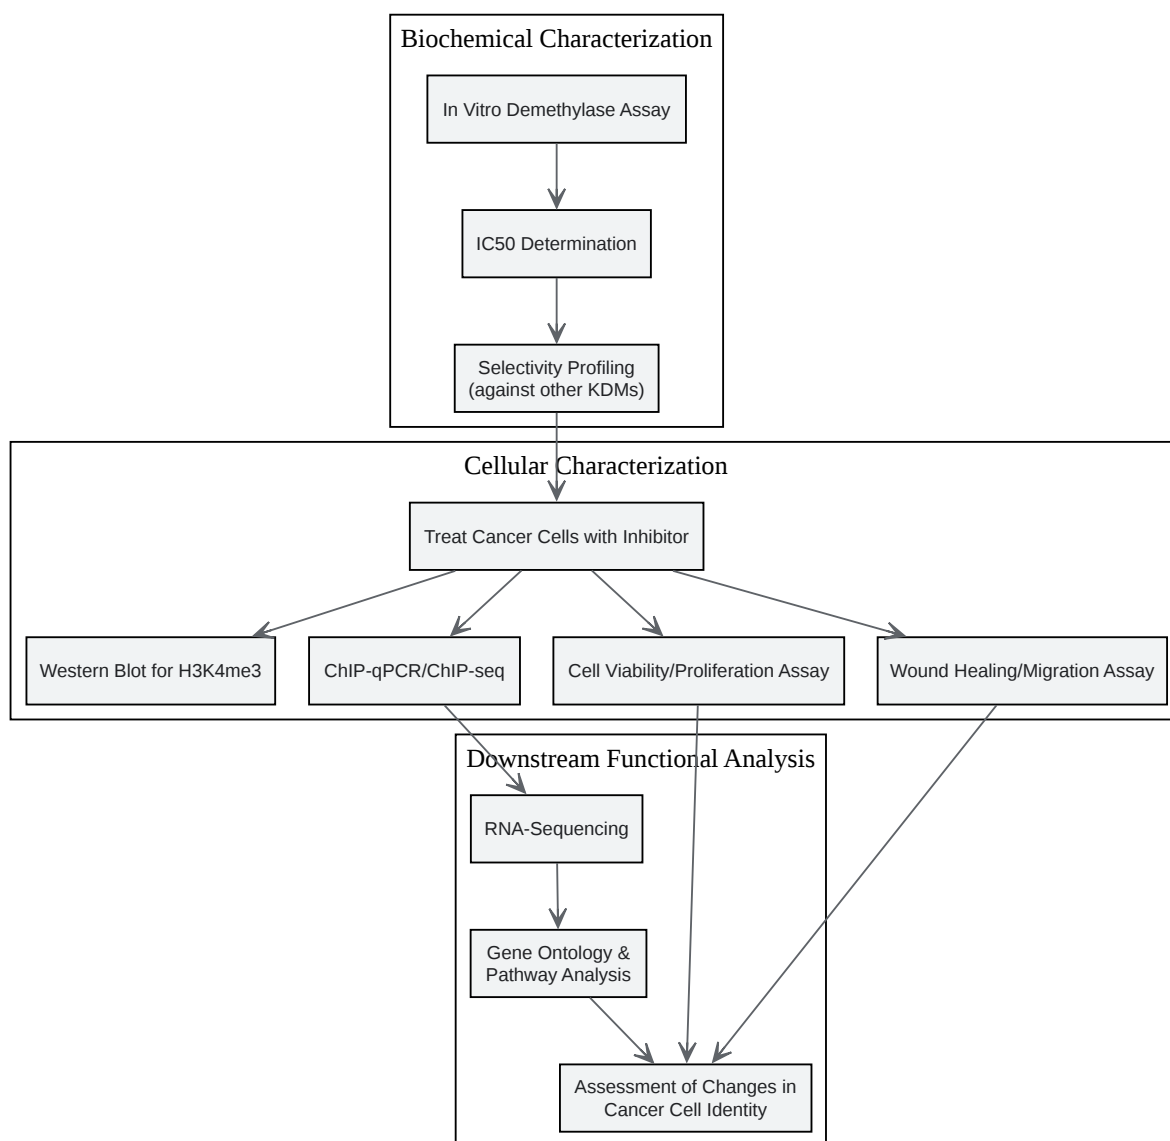 Biochemical Characterization
In Vitro Demethylase Assay
IC50 Determination
Selectivity Profiling
(against other KDMs)
Cellular Characterization
Treat Cancer Cells with Inhibitor
Western Blot for H3K4me3
ChIP-qPCR/ChIP-seq
Cell Viability/Proliferation Assay
Wound Healing/Migration Assay
Downstream Functional Analysis
RNA-Sequencing
Gene Ontology &
Pathway Analysis
Assessment of Changes in
Cancer Cell Identity